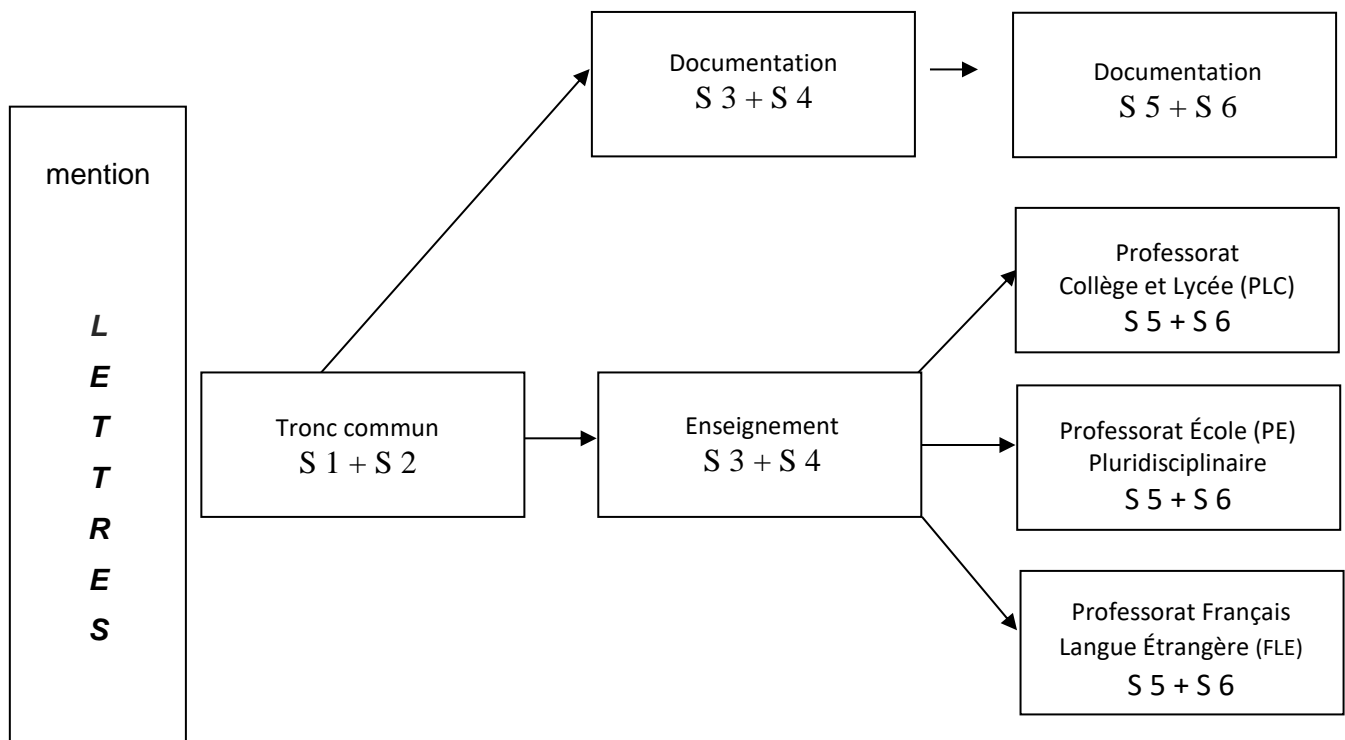 mention
L
E
T
T
R
E
S
Tronc commun
S 1 + S 2
Documentation
S 3 + S 4
Documentation
S 5 + S 6
Enseignement
S 3 + S 4
Professorat
Collège et Lycée (PLC)
S 5 + S 6
Professorat École (PE)
Pluridisciplinaire
S 5 + S 6
Professorat Français
Langue Étrangère (FLE)
S 5 + S 6